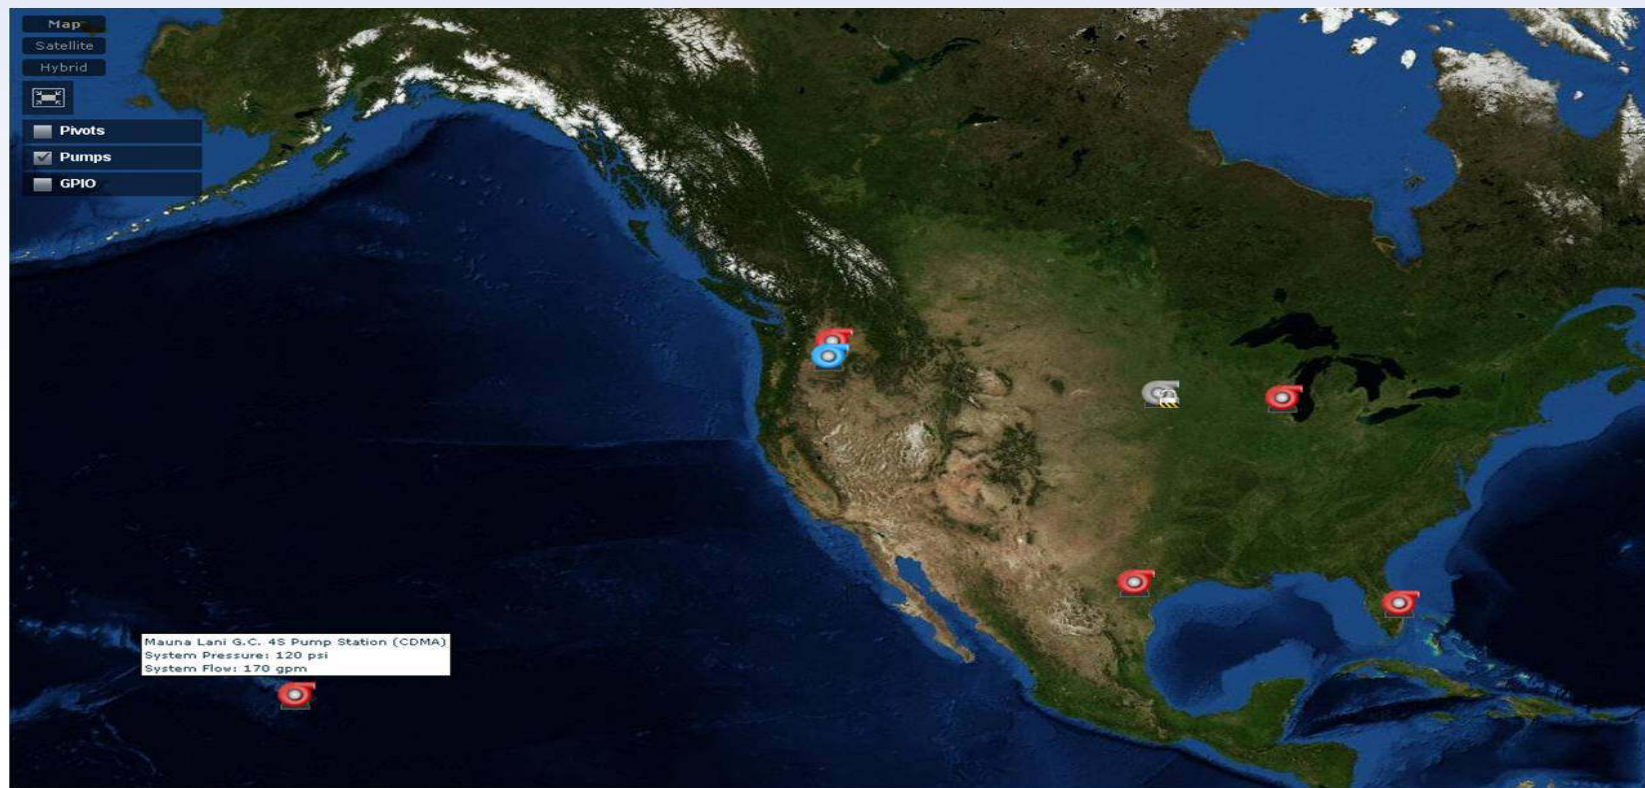 Map
Satellite
Hybrid
Pivots
Pumps
GPIO
Mauna Lani G.C. 4S Pump Station (CDMA)
System Pressure: 120 psi
System Flow: 170 gpm